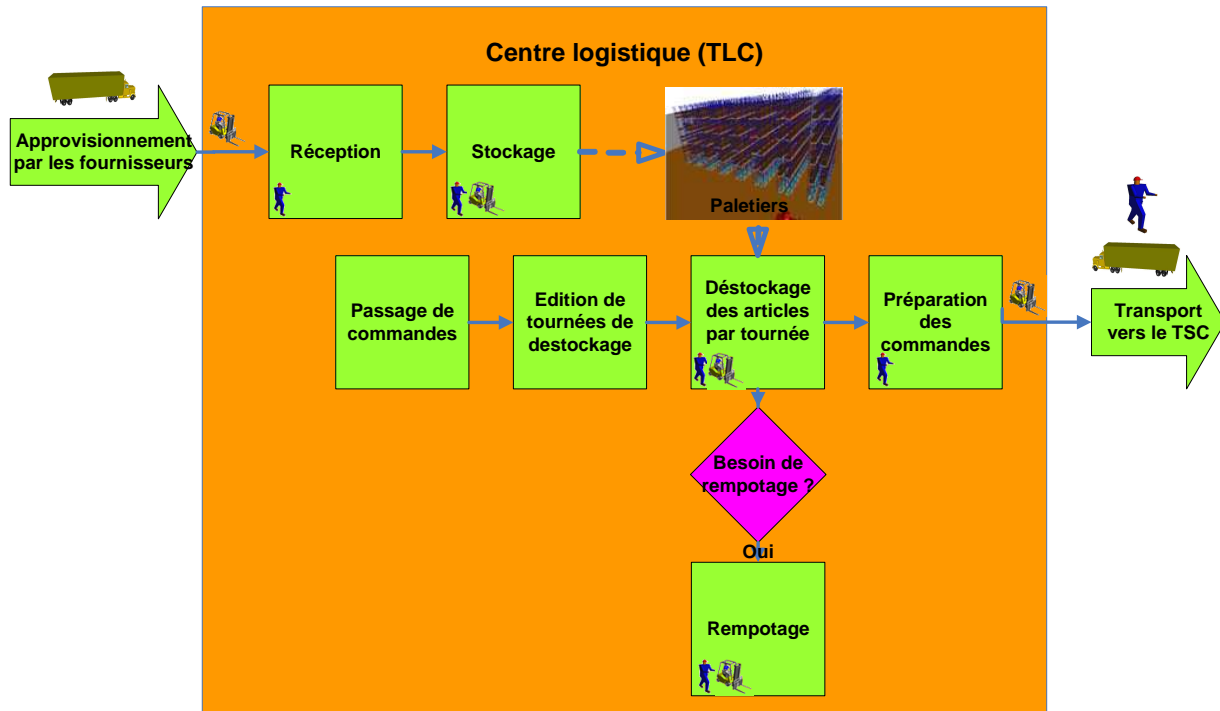 Centre logistique (TLC)
Approvisionnement
par les fournisseurs
Réception
Stockage
Paletiers
Passage de
commandes
Edition de
tournées de
destockage
Déstockage
des articles
par tournée
Préparation
des
commandes
Transport
vers le TSC
Besoin de
rempotage ?
Oui
Rempotage